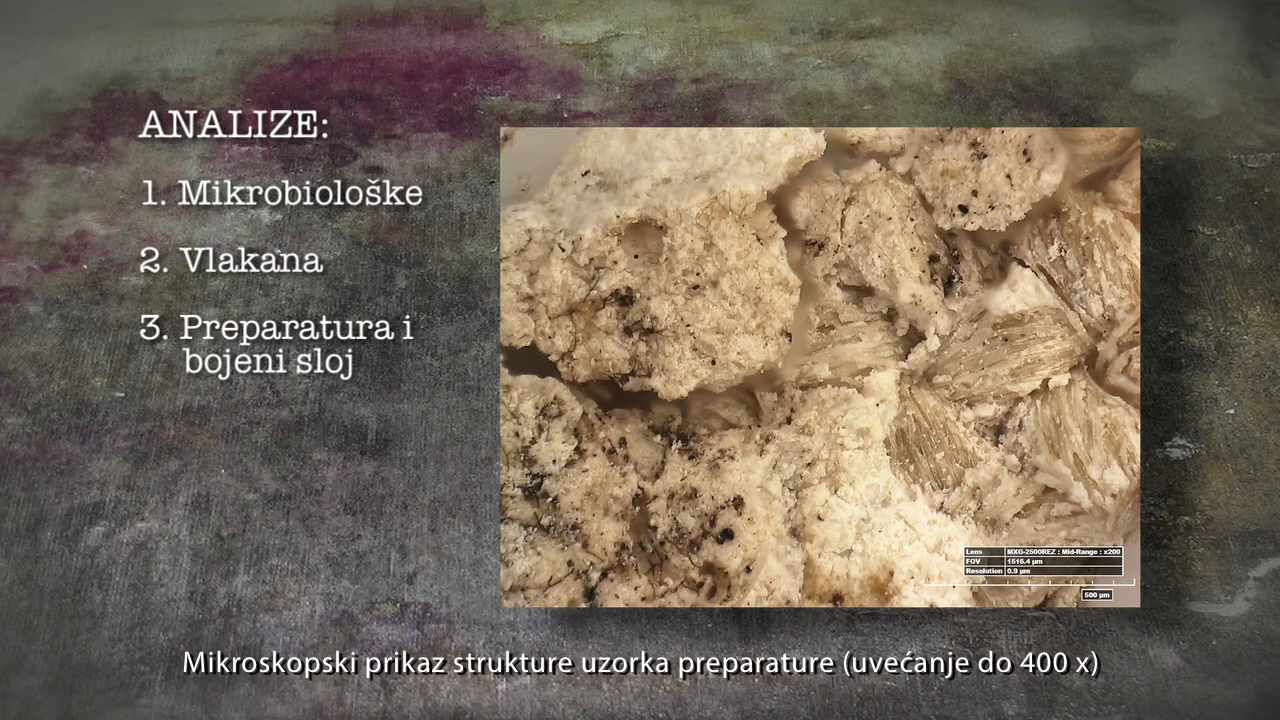 ANALIZE:
1. Mikrobiološke
2. Vlakana
3. Preparatura i
bojeni sloj
Lens MXG-2500REZ : Mid-Range : x200
FOV 1516.4 µm
Resolution 0.9 µm
500 µm
Mikroskopski prikaz strukture uzorka preparature (uvećanje do 400 x)